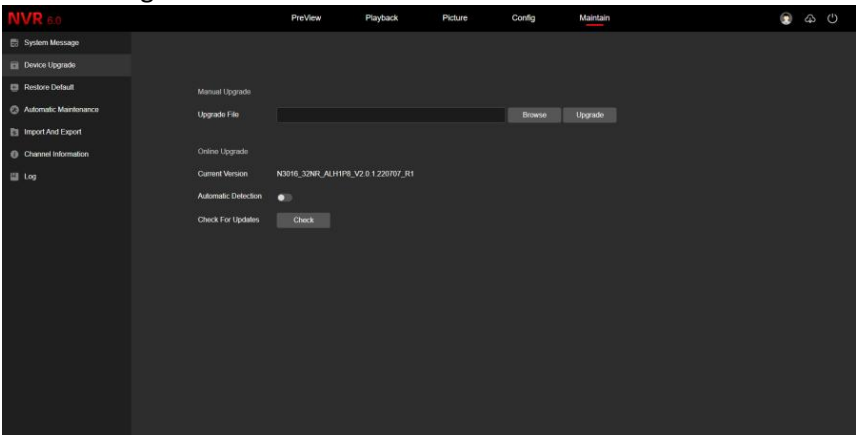 NVR 6.0
PreView Playback Picture Config Maintain
System Message
Device Upgrade
Restore Default
Automatic Maintenance
Import And Export
Channel Information
Log
Manual Upgrade
Upgrade File Browse Upgrade
Online Upgrade
Current Version N3016_32NR_ALH1P8_V2.0.1.220707_R1
Automatic Detection
Check For Updates Check